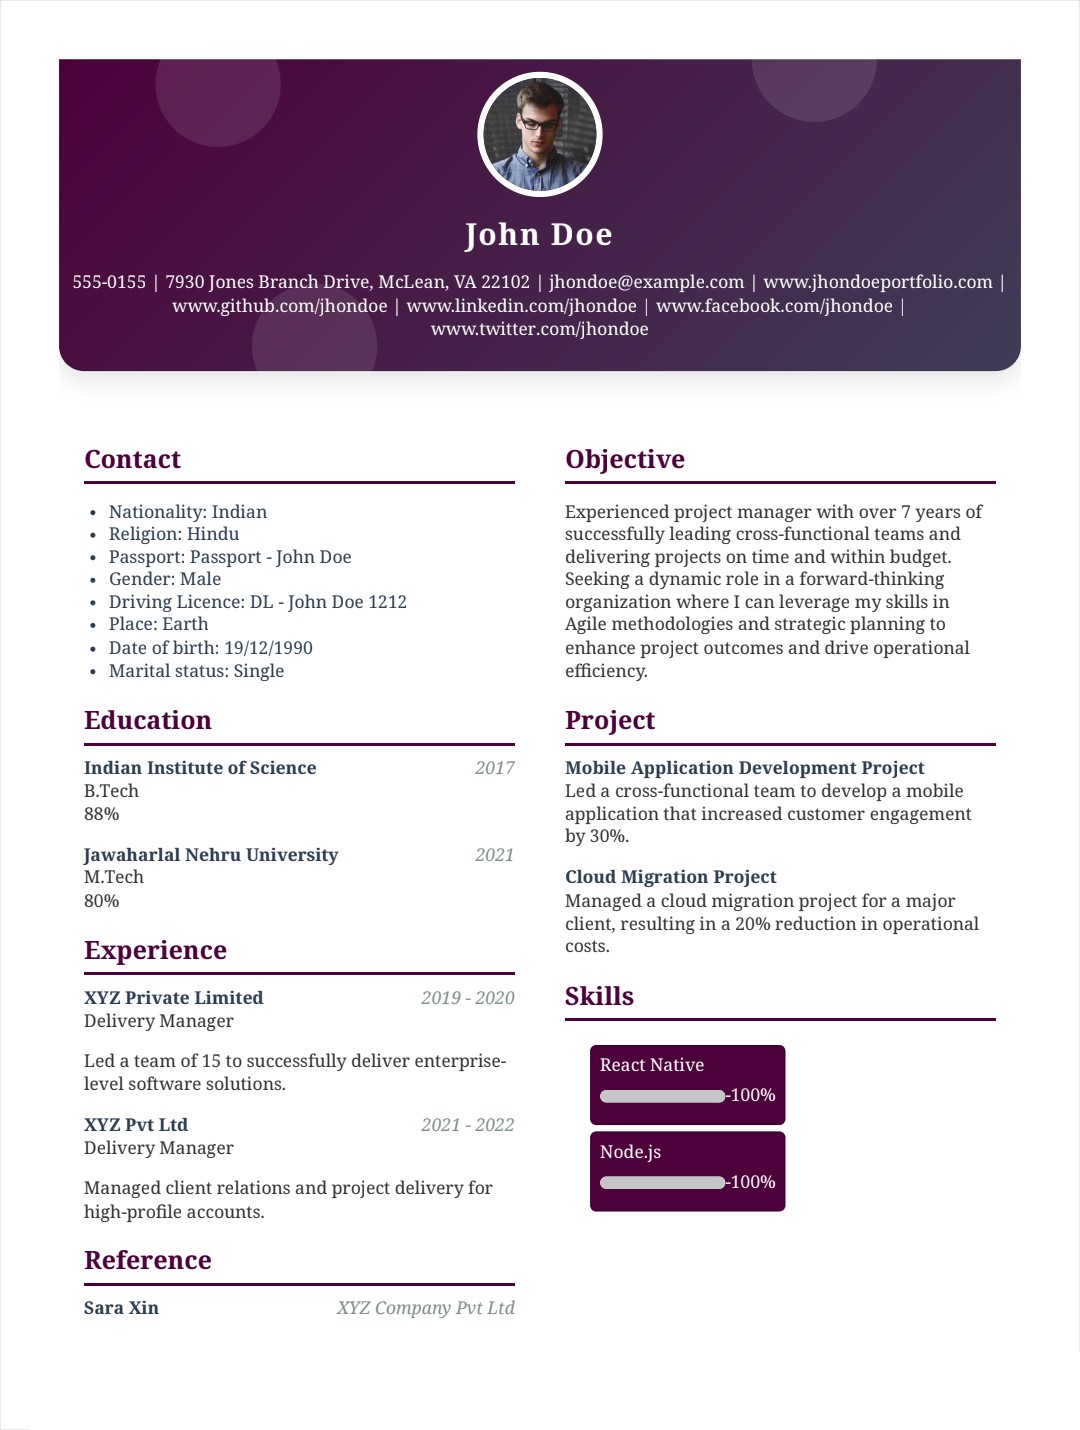 John Doe
555-0155 | 7930 Jones Branch Drive, McLean, VA 22102 | jhondoe@example.com | www.jhondoeportfolio.com |
www.github.com/jhondoe | www.linkedin.com/jhondoe | www.facebook.com/jhondoe |
www.twitter.com/jhondoe
Contact
• Nationality: Indian
• Religion: Hindu
• Passport: Passport - John Doe
• Gender: Male
• Driving Licence: DL - John Doe 1212
• Place: Earth
• Date of birth: 19/12/1990
• Marital status: Single
Education
Indian Institute of Science 2017
B.Tech
88%
Jawaharlal Nehru University 2021
M.Tech
80%
Experience
XYZ Private Limited 2019 - 2020
Delivery Manager
Led a team of 15 to successfully deliver enterprise-
level software solutions.
XYZ Pvt Ltd 2021 - 2022
Delivery Manager
Managed client relations and project delivery for
high-profile accounts.
Reference
Sara Xin XYZ Company Pvt Ltd
Objective
Experienced project manager with over 7 years of
successfully leading cross-functional teams and
delivering projects on time and within budget.
Seeking a dynamic role in a forward-thinking
organization where I can leverage my skills in
Agile methodologies and strategic planning to
enhance project outcomes and drive operational
efficiency.
Project
Mobile Application Development Project
Led a cross-functional team to develop a mobile
application that increased customer engagement
by 30%.
Cloud Migration Project
Managed a cloud migration project for a major
client, resulting in a 20% reduction in operational
costs.
Skills
React Native
-100%
Node.js
-100%